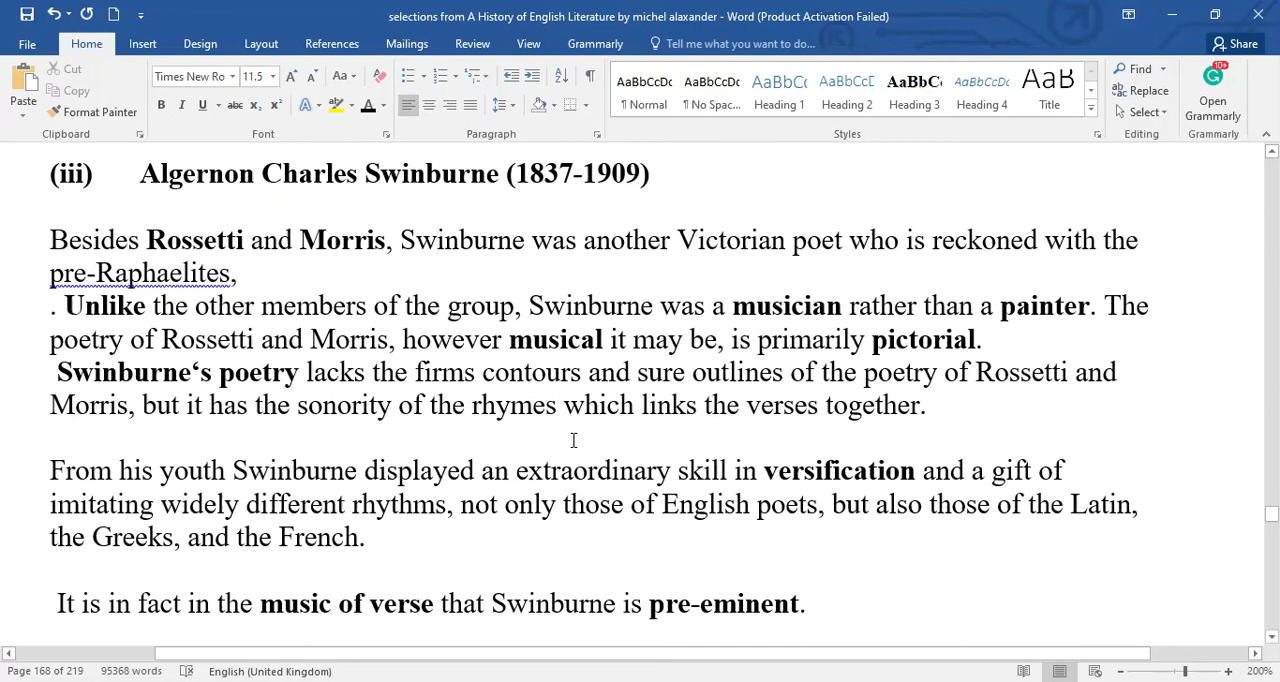 selections from A History of English Literature by michel alaxander - Word (Product Activation Failed)
File Home Insert Design Layout References Mailings Review View Grammarly Tell me what you want to do... Share
Paste Cut Copy Format Painter
Times New Ro 11.5 Aa
B I U abc x₂ x² A A
AaBbCcDc AaBbCcDc AaBbCc AaBbCcD AaBbCc AaBbCcDc AaB
¶ Normal ¶ No Spac... Heading 1 Heading 2 Heading 3 Heading 4 Title
Find Replace Select
10+
Open Grammarly
Clipboard Font Paragraph Styles Editing Grammarly
(iii) Algernon Charles Swinburne (1837-1909)
Besides Rossetti and Morris, Swinburne was another Victorian poet who is reckoned with the
pre-Raphaelites,
. Unlike the other members of the group, Swinburne was a musician rather than a painter. The
poetry of Rossetti and Morris, however musical it may be, is primarily pictorial.
Swinburne‘s poetry lacks the firms contours and sure outlines of the poetry of Rossetti and
Morris, but it has the sonority of the rhymes which links the verses together.
From his youth Swinburne displayed an extraordinary skill in versification and a gift of
imitating widely different rhythms, not only those of English poets, but also those of the Latin,
the Greeks, and the French.
It is in fact in the music of verse that Swinburne is pre-eminent.
Page 168 of 219 95368 words English (United Kingdom) 200%